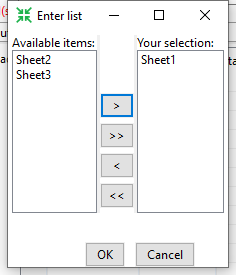 Enter list
Available items:
Your selection:
Sheet2
Sheet3
Sheet1
>
>>
<
<<
OK
Cancel